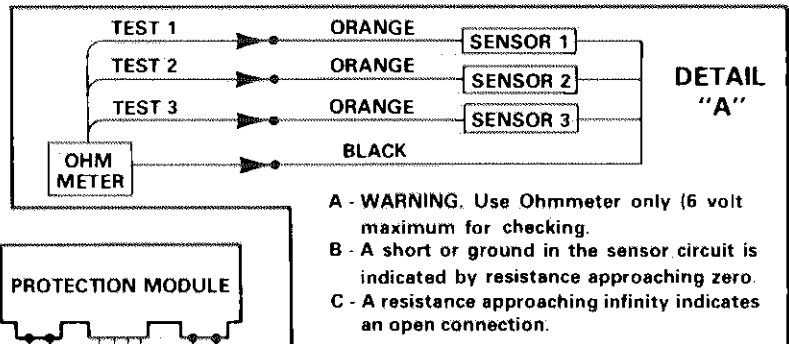 TEST 1 ORANGE SENSOR 1
TEST 2 ORANGE SENSOR 2
TEST 3 ORANGE SENSOR 3
DETAIL
"A"
OHM
METER
BLACK
A - WARNING. Use Ohmmeter only (6 volt
maximum for checking.
B - A short or ground in the sensor circuit is
indicated by resistance approaching zero.
C - A resistance approaching infinity indicates
an open connection.
PROTECTION MODULE